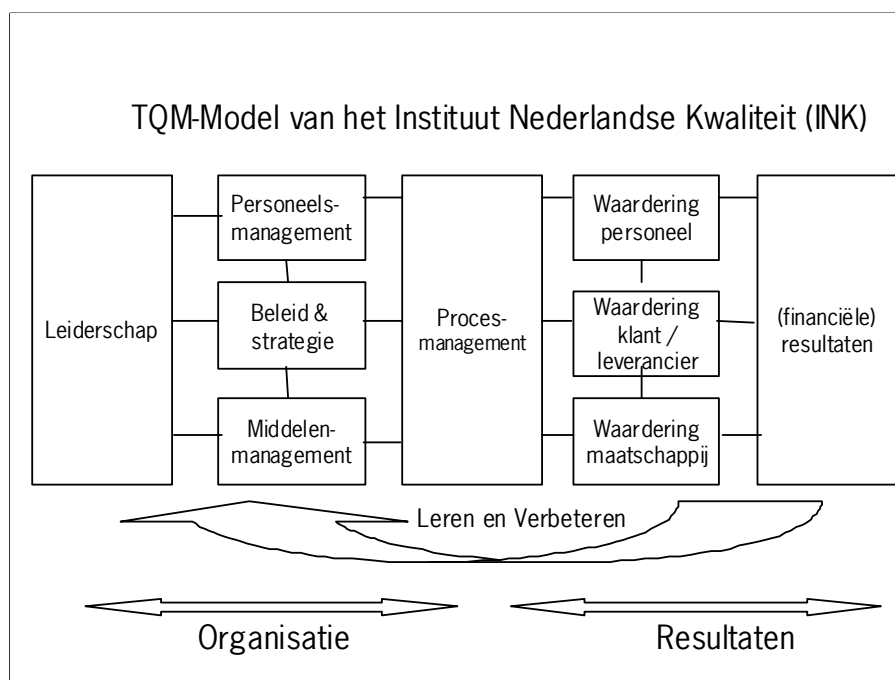 TQM-Model van het Instituut Nederlandse Kwaliteit (INK)
Leiderschap
Personeels-
management
Beleid &
strategie
Middelen-
management
Proces-
management
Waardering
personeel
Waardering
klant /
leverancier
Waardering
maatschappij
(financiële)
resultaten
Leren en Verbeteren
Organisatie
Resultaten